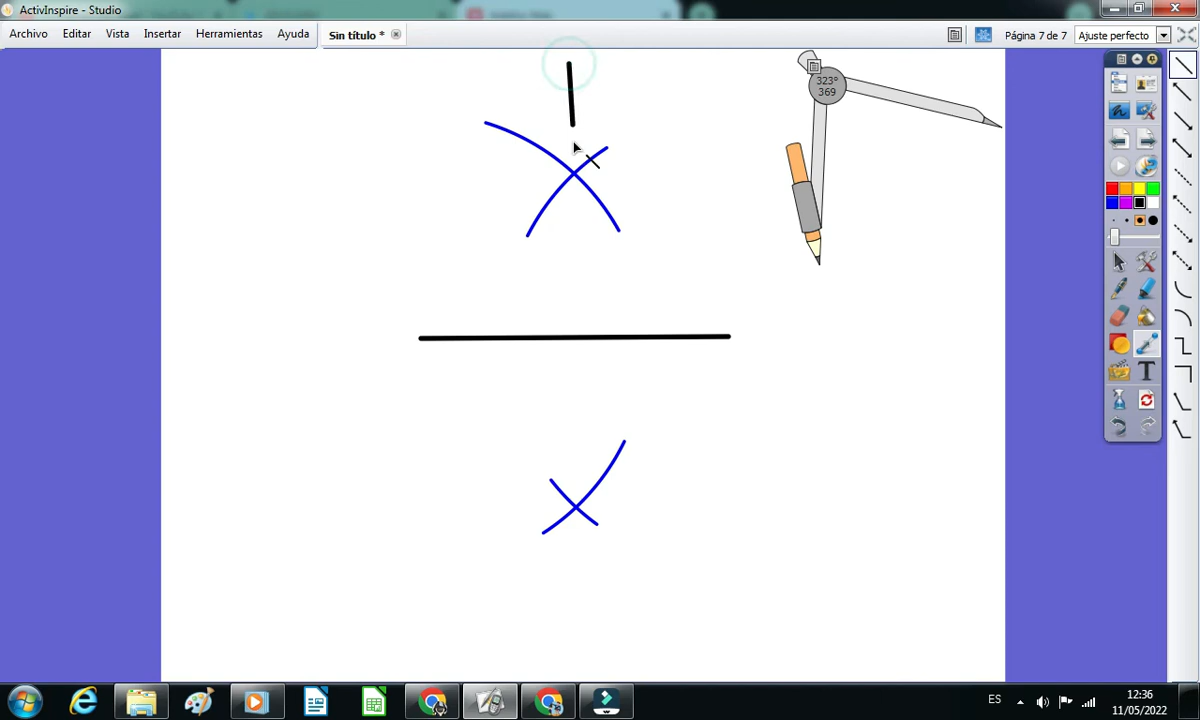 ActivInspire - Studio
Archivo Editar Vista Insertar Herramientas Ayuda Sin título * Página 7 de 7 Ajuste perfecto
323°
369
ES 12:36
11/05/2022